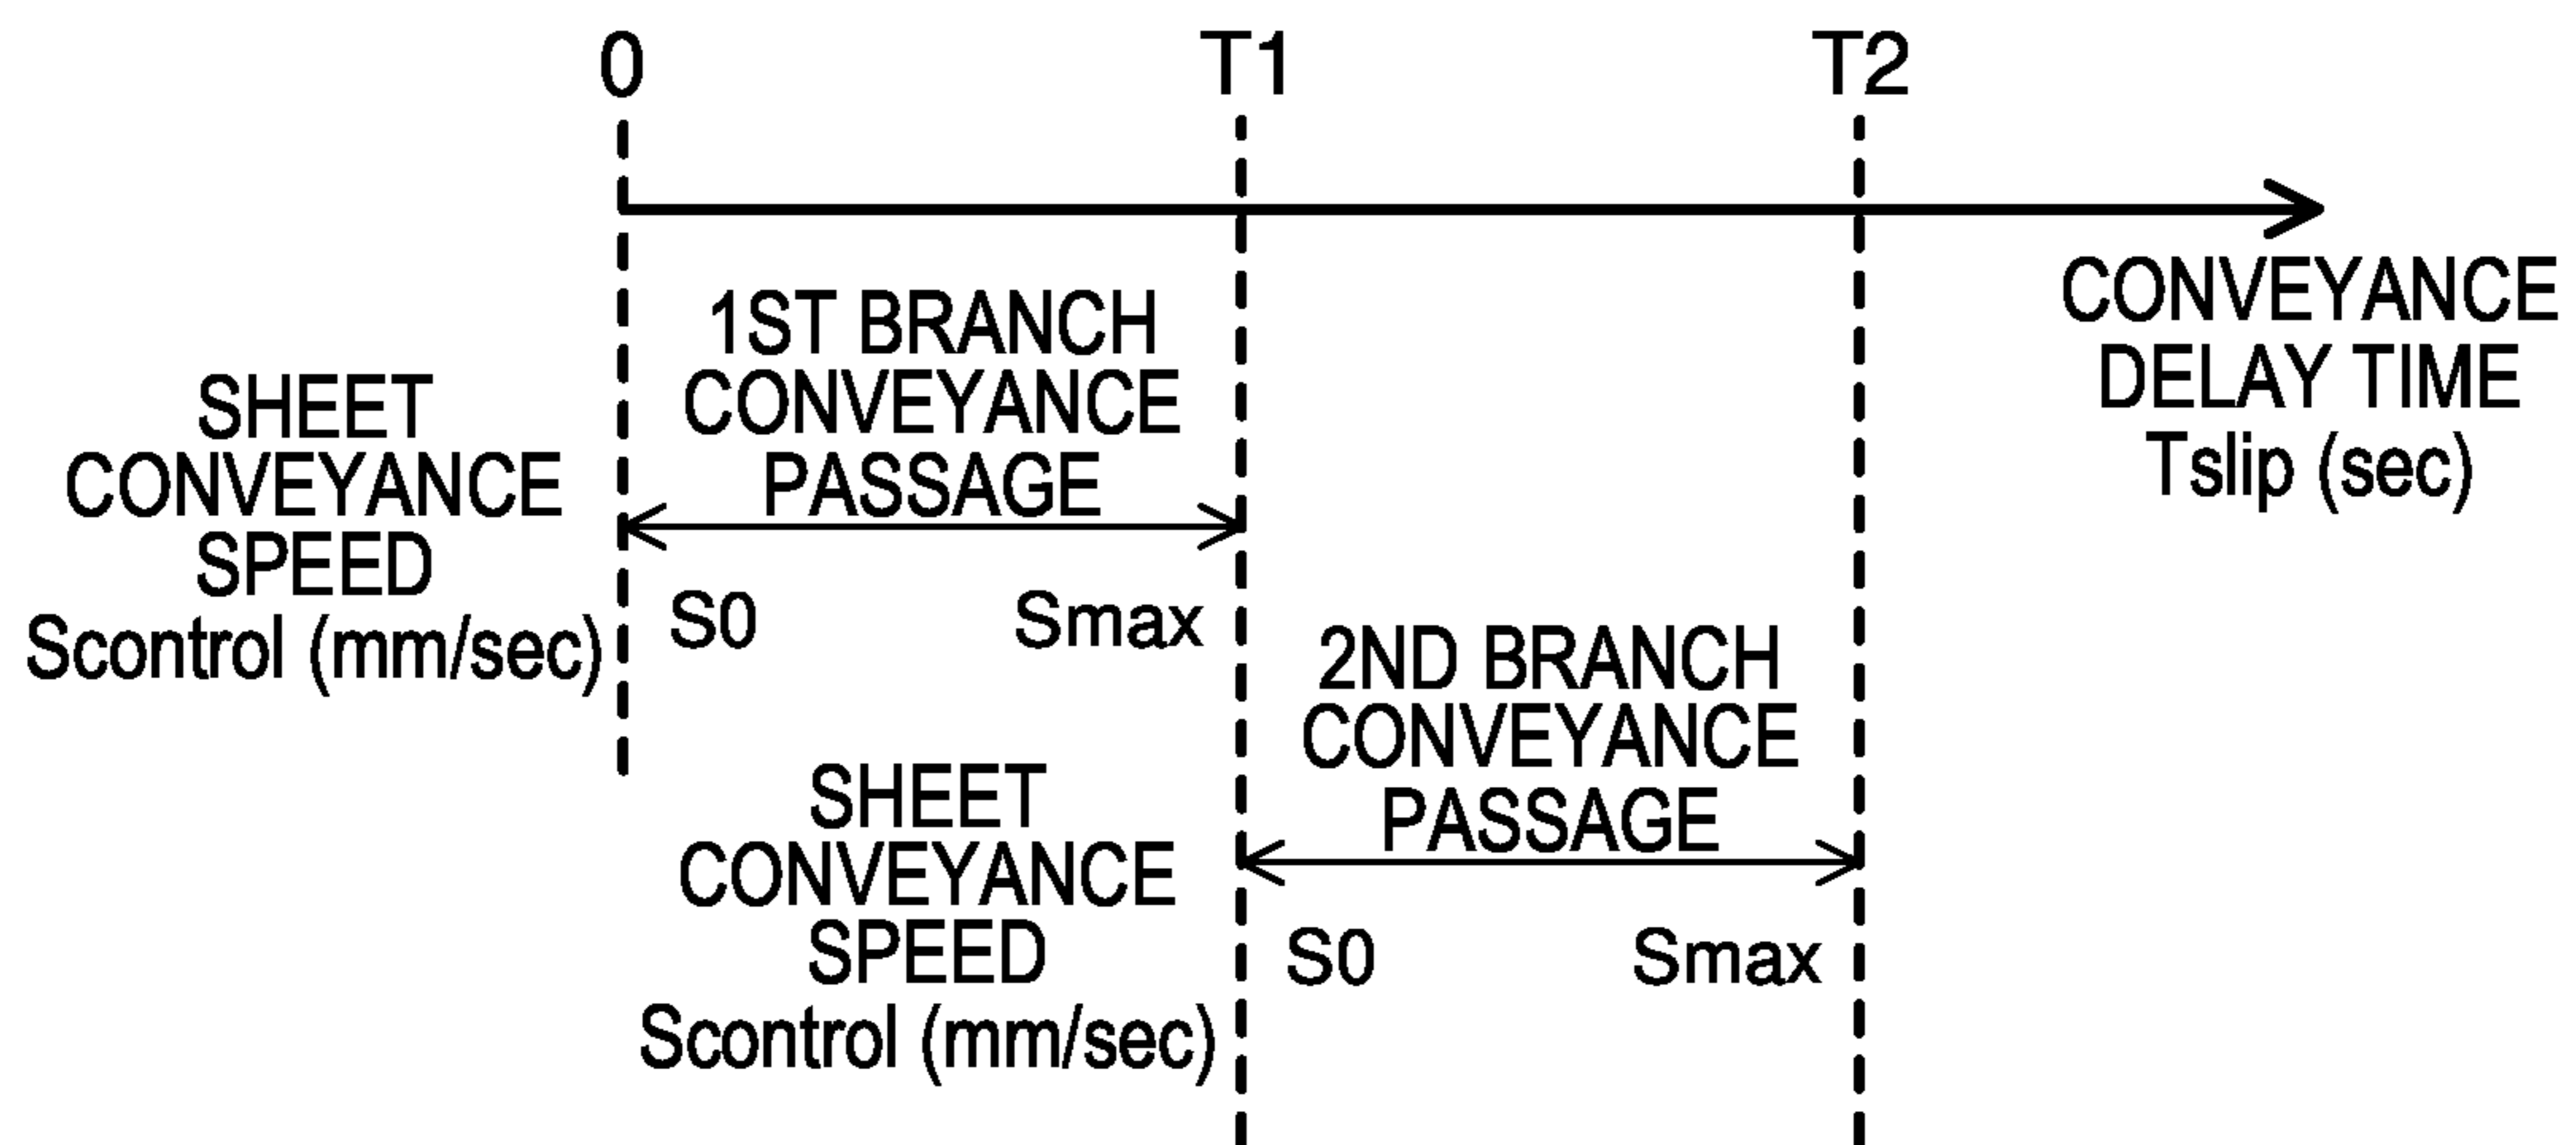 0
T1
T2
CONVEYANCE
DELAY TIME
Tslip (sec)
1ST BRANCH
CONVEYANCE
PASSAGE
SHEET
CONVEYANCE
SPEED
Scontrol (mm/sec)
S0
Smax
2ND BRANCH
CONVEYANCE
PASSAGE
SHEET
CONVEYANCE
SPEED
Scontrol (mm/sec)
S0
Smax